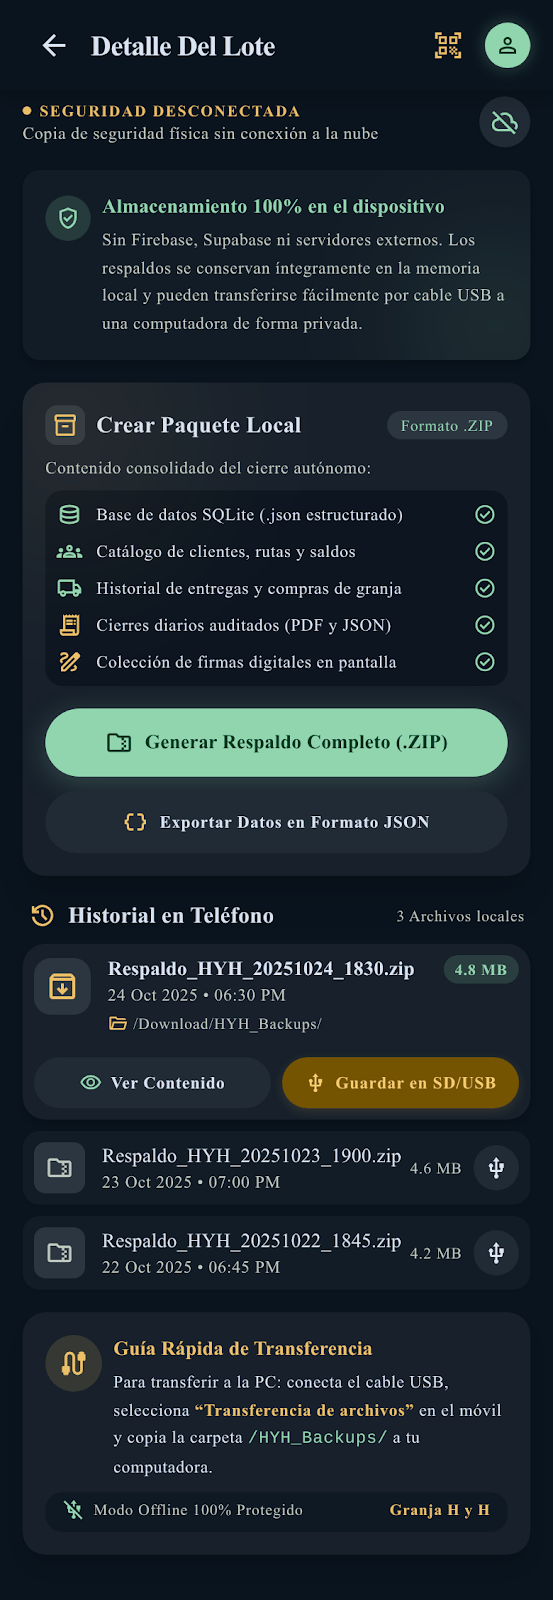 Detalle Del Lote
SEGURIDAD DESCONECTADA
Copia de seguridad física sin conexión a la nube
Almacenamiento 100% en el dispositivo
Sin Firebase, Supabase ni servidores externos. Los
respaldos se conservan íntegramente en la memoria
local y pueden transferirse fácilmente por cable USB a
una computadora de forma privada.
Crear Paquete Local
Formato .ZIP
Contenido consolidado del cierre autónomo:
Base de datos SQLite (.json estructurado)
Catálogo de clientes, rutas y saldos
Historial de entregas y compras de granja
Cierres diarios auditados (PDF y JSON)
Colección de firmas digitales en pantalla
Generar Respaldo Completo (.ZIP)
Exportar Datos en Formato JSON
Historial en Teléfono
3 Archivos locales
Respaldo_HYH_20251024_1830.zip
4.8 MB
24 Oct 2025 • 06:30 PM
/Download/HYH_Backups/
Ver Contenido
Guardar en SD/USB
Respaldo_HYH_20251023_1900.zip
4.6 MB
23 Oct 2025 • 07:00 PM
Respaldo_HYH_20251022_1845.zip
4.2 MB
22 Oct 2025 • 06:45 PM
Guía Rápida de Transferencia
Para transferir a la PC: conecta el cable USB,
selecciona “Transferencia de archivos” en el móvil
y copia la carpeta /HYH_Backups/ a tu
computadora.
Modo Offline 100% Protegido
Granja H y H